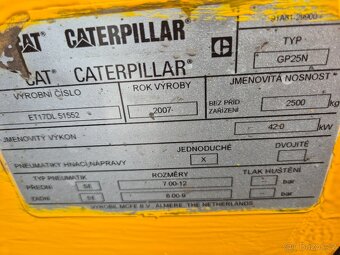 CAT CATERPILLAR
TYP
CAT CATERPILLAR
GP25N
VÝROBNÍ ČÍSLO
ROK VÝROBY
JMENOVITÁ NOSNOST
ET17DL 51552
2007
BEZ PŘÍD. ZAŘÍZENÍ
2500 kg
JMENOVITÝ VÝKON
42.0 kW
JEDNODUCHÉ
DVOJITÉ
PNEUMATIKY HNACÍ NÁPRAVY
X
TYP PNEUMATIK
ROZMĚRY
TLAK HUŠTĚNÍ
PŘEDNÍ
SE
7.00-12
bar
ZADNÍ
SE
6.00-9
bar
VYROBIL MCFE B.V. ALMERE, THE NETHERLANDS